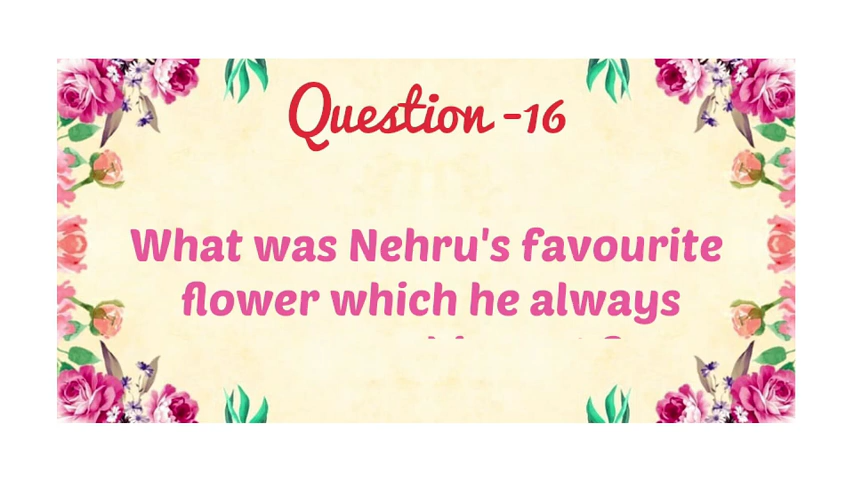 Question -16
What was Nehru's favourite
flower which he always